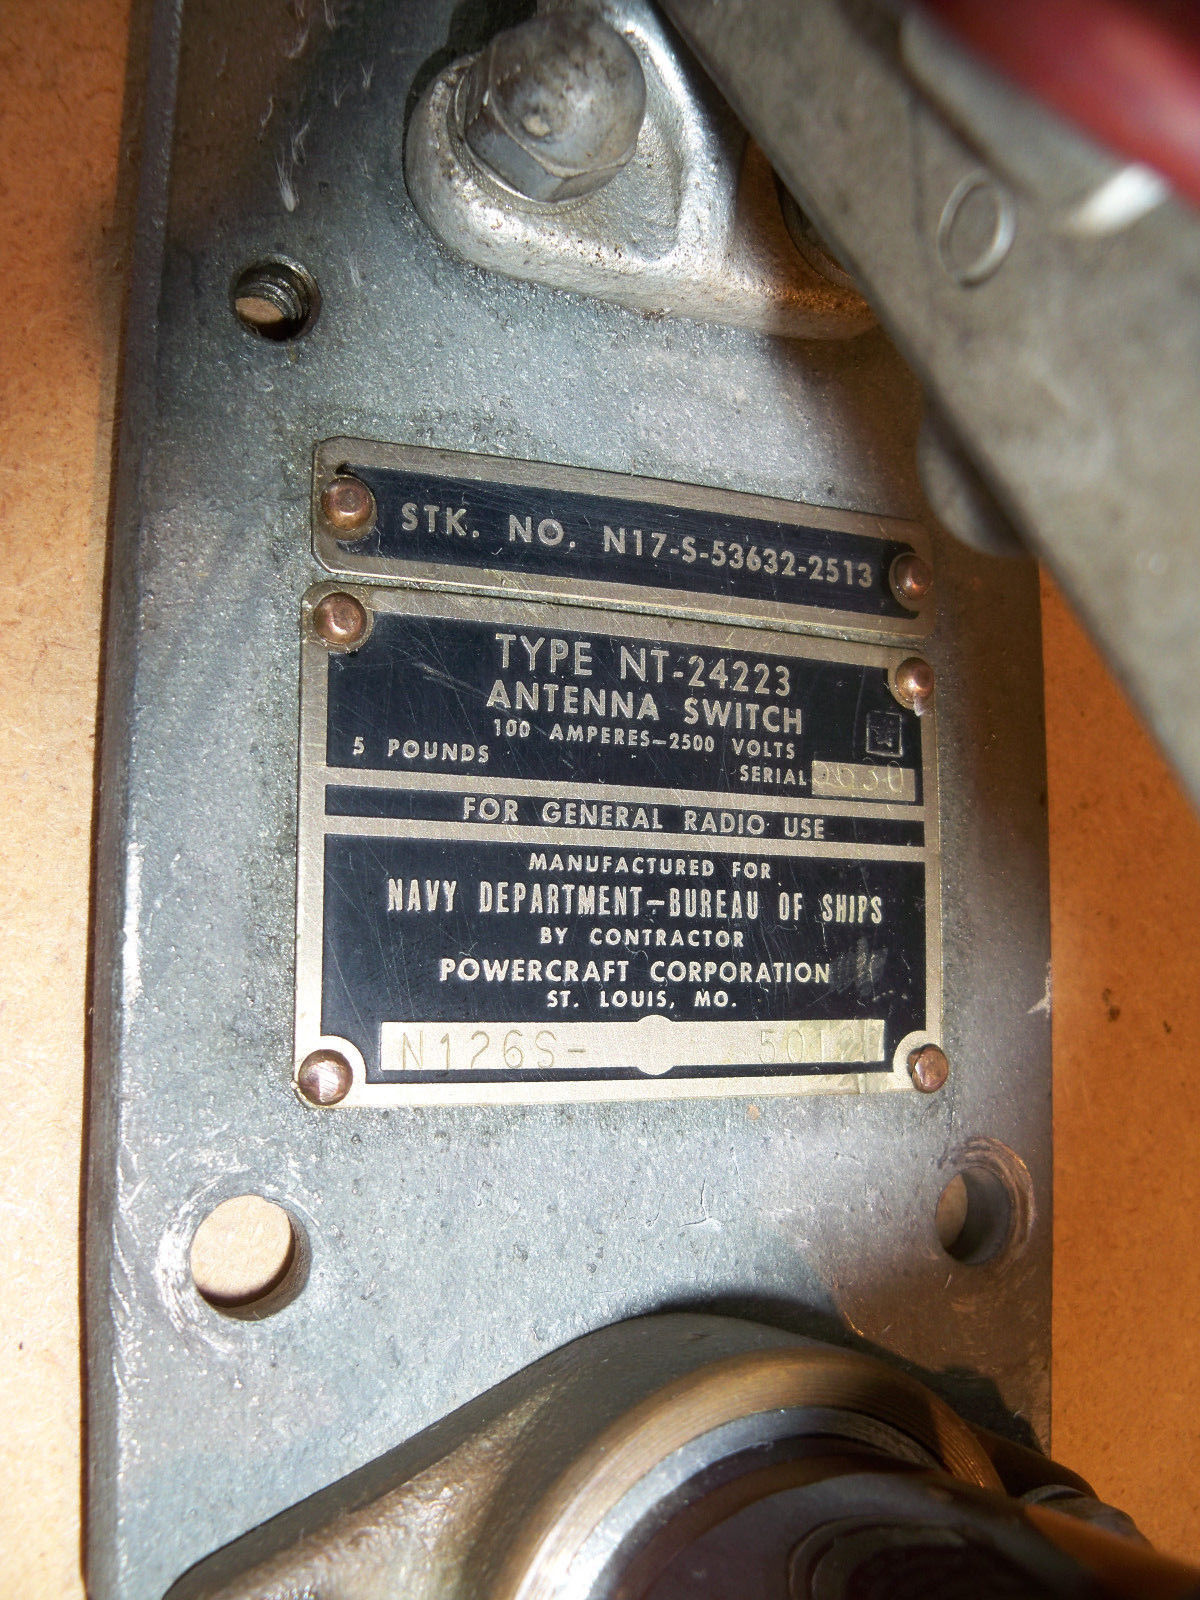 STK. NO. N17-S-53632-2513
TYPE NT-24223
ANTENNA SWITCH
100 AMPERES-2500 VOLTS
5 POUNDS
SERIAL
FOR GENERAL RADIO USE
MANUFACTURED FOR
NAVY DEPARTMENT-BUREAU OF SHIPS
BY CONTRACTOR
POWERCRAFT CORPORATION
ST. LOUIS, MO.
N126S-